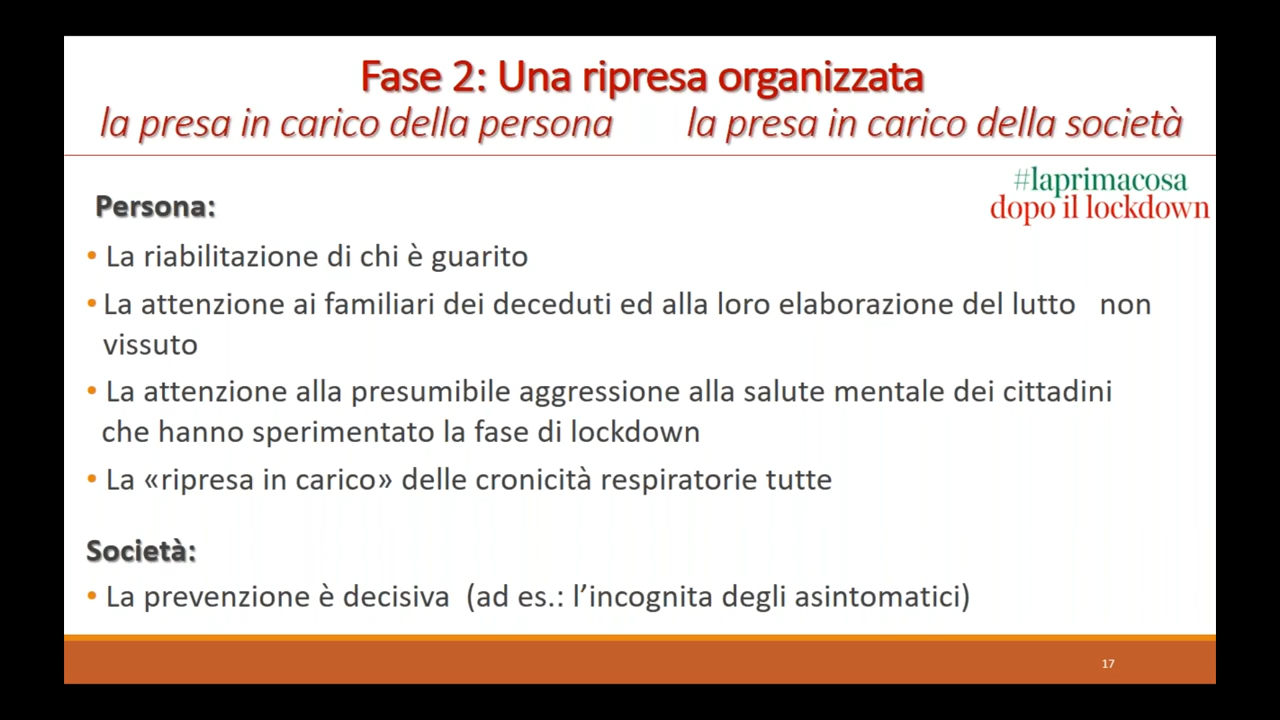 Fase 2: Una ripresa organizzata
la presa in carico della persona la presa in carico della società
#laprimacosa
dopo il lockdown
Persona:
• La riabilitazione di chi è guarito
• La attenzione ai familiari dei deceduti ed alla loro elaborazione del lutto non
vissuto
• La attenzione alla presumibile aggressione alla salute mentale dei cittadini
che hanno sperimentato la fase di lockdown
• La «ripresa in carico» delle cronicità respiratorie tutte
Società:
• La prevenzione è decisiva (ad es.: l’incognita degli asintomatici)
17